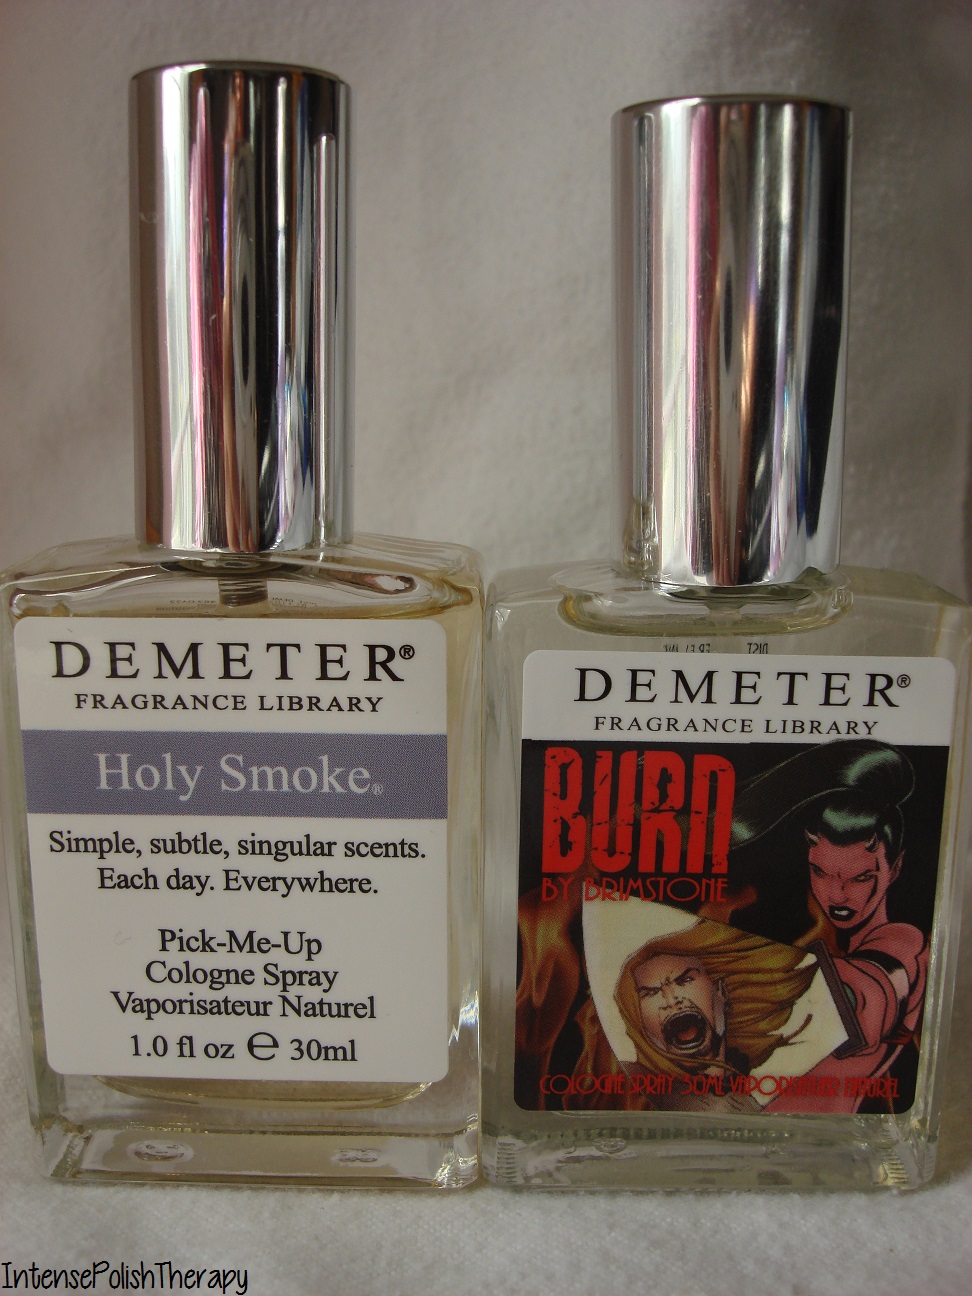 DEMETER®
FRAGRANCE LIBRARY
Holy Smoke®
Simple, subtle, singular scents.
Each day. Everywhere.
Pick-Me-Up
Cologne Spray
Vaporisateur Naturel
1.0 fl oz ℮ 30ml
DEMETER®
FRAGRANCE LIBRARY
BURN
BY BRIMSTONE
COLOGNE SPRAY 30ML VAPORISATEUR NATUREL
IntensePolishTherapy